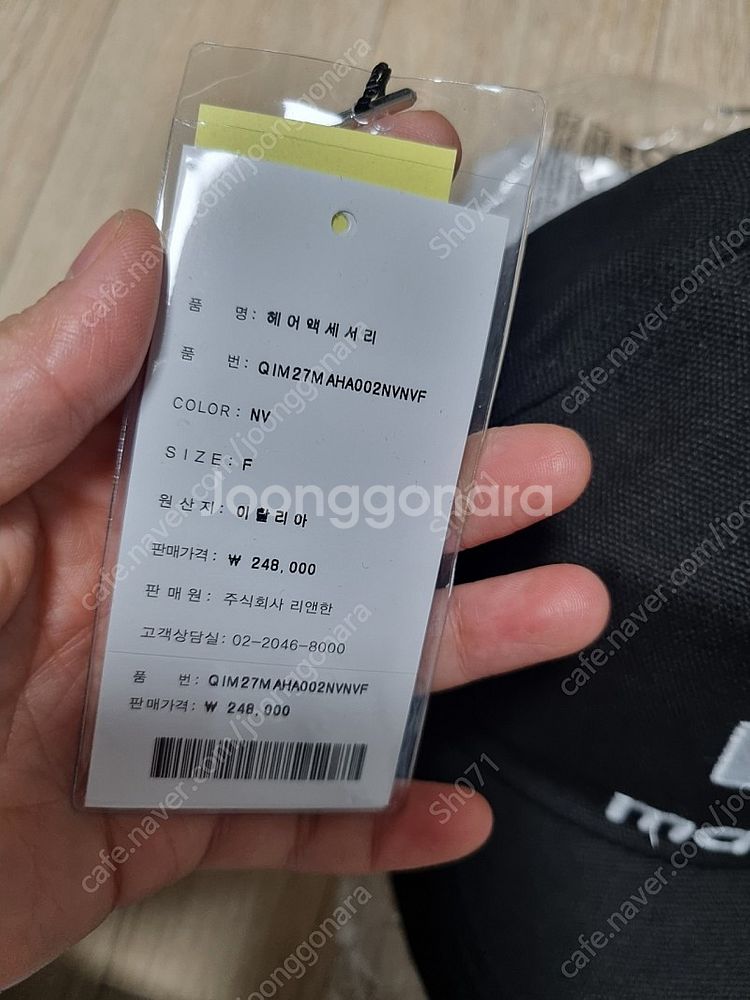 품 명: 헤어액세서리
품 번: QIM27MAHA002NVNVF
COLOR: NV
SIZE: F
원산지: 이탈리아
판매가격: ₩ 248,000
판매원: 주식회사 리앤한
고객상담실: 02-2046-8000
품 번: QIM27MAHA002NVNVF
판매가격: ₩ 248,000
ma
Joonggonara
cafe.naver.com/joonggonara
Sh071